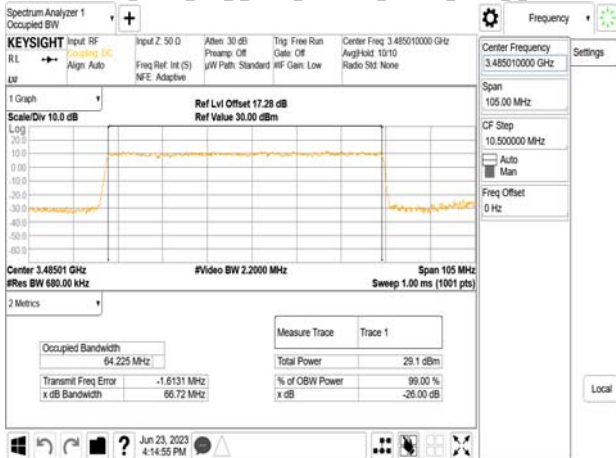 Spectrum Analyzer 1
Occupied BW
Frequency
KEYSIGHT
RL
Input: RF
Coupling: DC
Align: Auto
Input Z: 50 Ω
Freq Ref: Int (S)
NFE: Adaptive
Atten: 30 dB
Preamp: Off
µW Path: Standard
Trig: Free Run
Gate: Off
#IF Gain: Low
Center Freq: 3.485010000 GHz
Avg|Hold: 10/10
Radio Std: None
Center Frequency
3.485010000 GHz
Settings
Span
105.00 MHz
CF Step
10.500000 MHz
Auto
Man
Freq Offset
0 Hz
Local
1 Graph
Scale/Div 10.0 dB
Ref Lvl Offset 17.28 dB
Ref Value 30.00 dBm
Log
20.0
10.0
0.00
-10.0
-20.0
-30.0
-40.0
-50.0
-60.0
Center 3.48501 GHz
#Res BW 680.00 kHz
#Video BW 2.2000 MHz
Span 105 MHz
Sweep 1.00 ms (1001 pts)
2 Metrics
Measure Trace Trace 1
Occupied Bandwidth
64.225 MHz
Total Power 29.1 dBm
Transmit Freq Error -1.6131 MHz
% of OBW Power 99.00 %
x dB Bandwidth 66.72 MHz
x dB -26.00 dB
Jun 23, 2023
4:14:55 PM